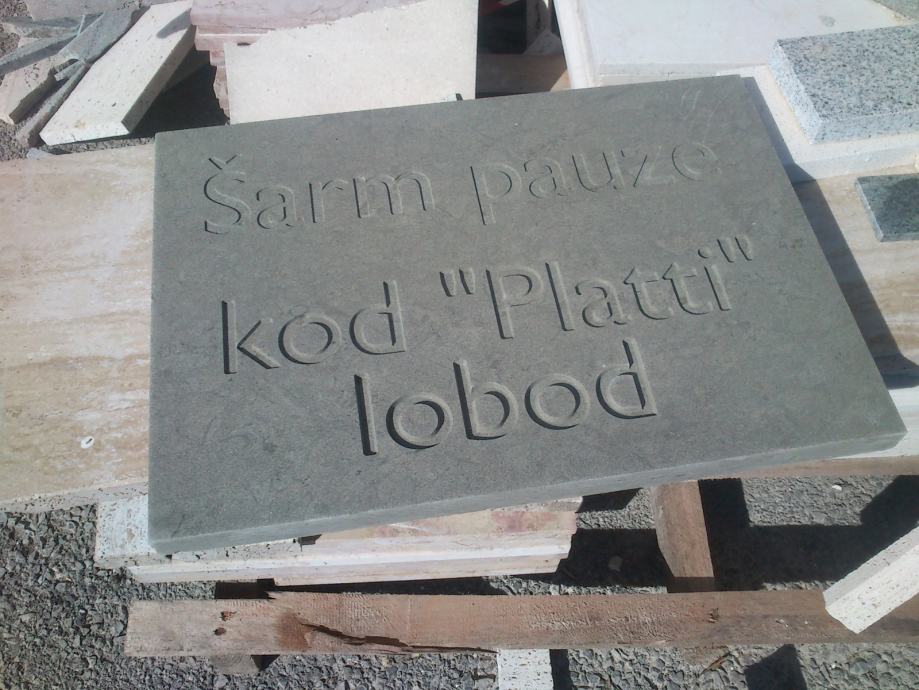 Šarm pauze
kod "Platti"
lobod